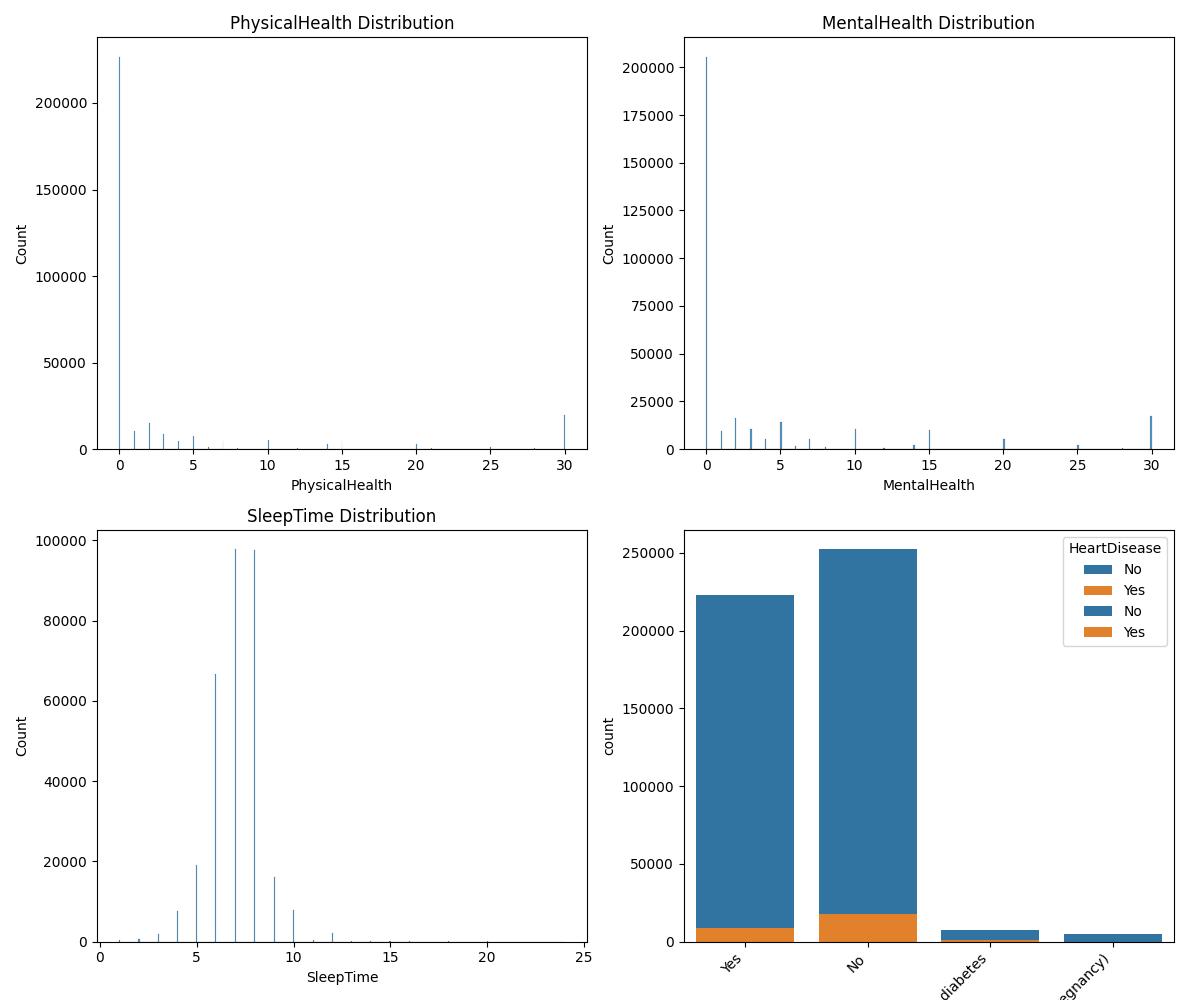 PhysicalHealth Distribution
200000
150000
100000
50000
0
Count
0 5 10 15 20 25 30
PhysicalHealth
MentalHealth Distribution
200000
175000
150000
125000
100000
75000
50000
25000
0
Count
0 5 10 15 20 25 30
MentalHealth
SleepTime Distribution
100000
80000
60000
40000
20000
0
Count
0 5 10 15 20 25
SleepTime
250000
200000
150000
100000
50000
0
count
HeartDisease
No
Yes
No
Yes
Yes
No
diabetes
egnancy)